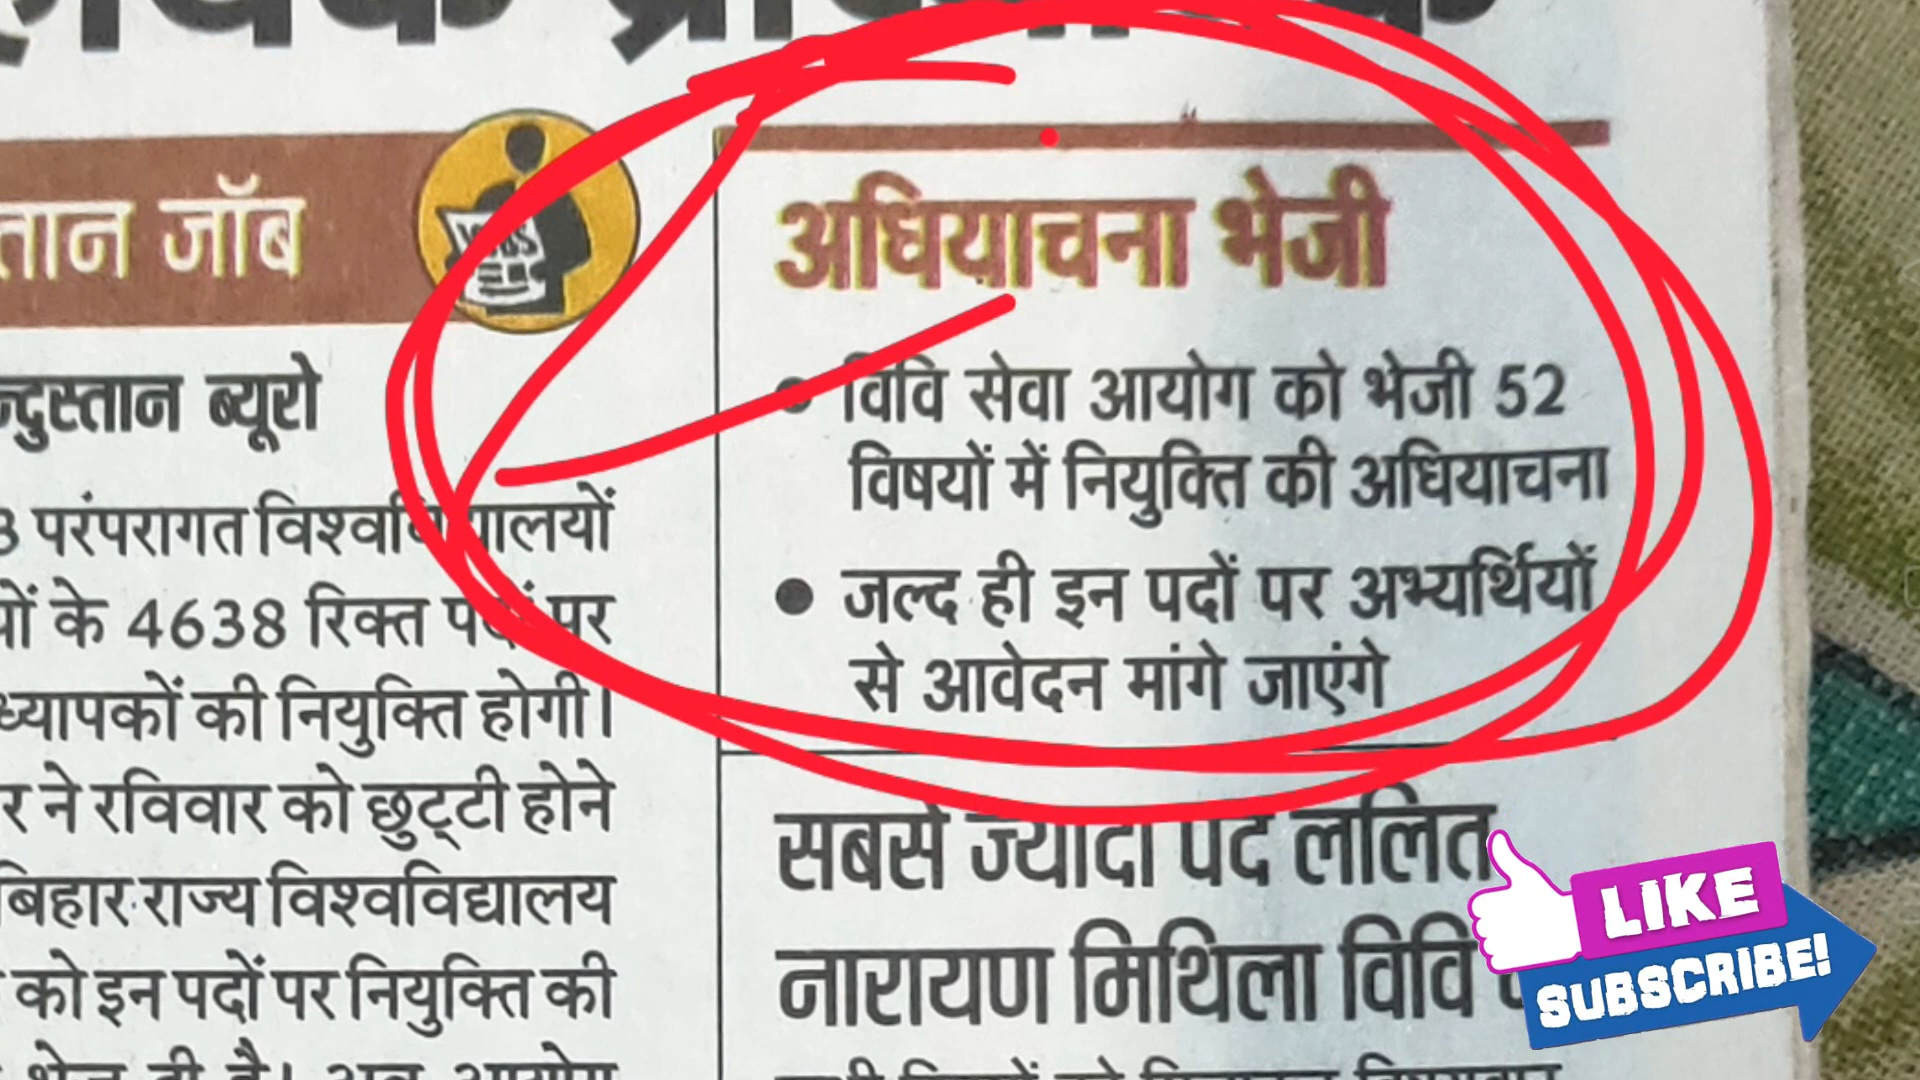 तान जॉब
न्दुस्तान ब्यूरो
3 परंपरागत विश्वविद्यालयों
यों के 4638 रिक्त पदों पर
ध्यापकों की नियुक्ति होगी।
र ने रविवार को छुट्टी होने
बिहार राज्य विश्वविद्यालय
को इन पदों पर नियुक्ति की
अधियाचना भेजी
• विवि सेवा आयोग को भेजी 52
विषयों में नियुक्ति की अधियाचना
• जल्द ही इन पदों पर अभ्यर्थियों
से आवेदन मांगे जाएंगे
सबसे ज्यादा पद ललित
नारायण मिथिला विवि
LIKE
SUBSCRIBE!